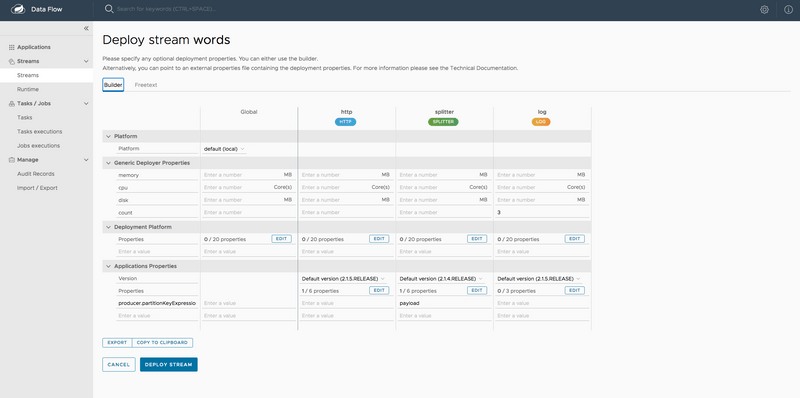 Data Flow
Search for keywords (CTRL+SPACE)...
Applications
Streams
Streams
Runtime
Tasks / Jobs
Tasks
Tasks executions
Jobs executions
Manage
Audit Records
Import / Export
Deploy stream words
Please specify any optional deployment properties. You can either use the builder.
Alternatively, you can point to an external properties file containing the deployment properties. For more information please see the Technical Documentation.
Builder Freetext
Global http splitter log
HTTP SPLITTER LOG
Platform
Platform default (local)
Generic Deployer Properties
memory Enter a number MB Enter a number MB Enter a number MB Enter a number MB
cpu Enter a number Core(s) Enter a number Core(s) Enter a number Core(s) Enter a number Core(s)
disk Enter a number MB Enter a number MB Enter a number MB Enter a number MB
count Enter a number Enter a number Enter a number 3
Deployment Platform
Properties 0 / 20 properties EDIT 0 / 20 properties EDIT 0 / 20 properties EDIT 0 / 20 properties EDIT
Enter a value Enter a value Enter a value Enter a value Enter a value
Applications Properties
Version Default version (2.1.5.RELEASE) Default version (2.1.4.RELEASE) Default version (2.1.5.RELEASE)
Properties 1 / 6 properties EDIT 1 / 6 properties EDIT 0 / 3 properties EDIT
producer.partitionKeyExpressio Enter a value Enter a value payload Enter a value
Enter a value Enter a value Enter a value Enter a value Enter a value
EXPORT COPY TO CLIPBOARD
CANCEL DEPLOY STREAM